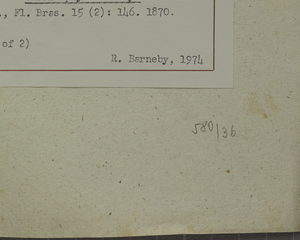 ., Fl. Bras. 15 (2): 146. 1870.
of 2)
R. Barneby, 1974
580/36